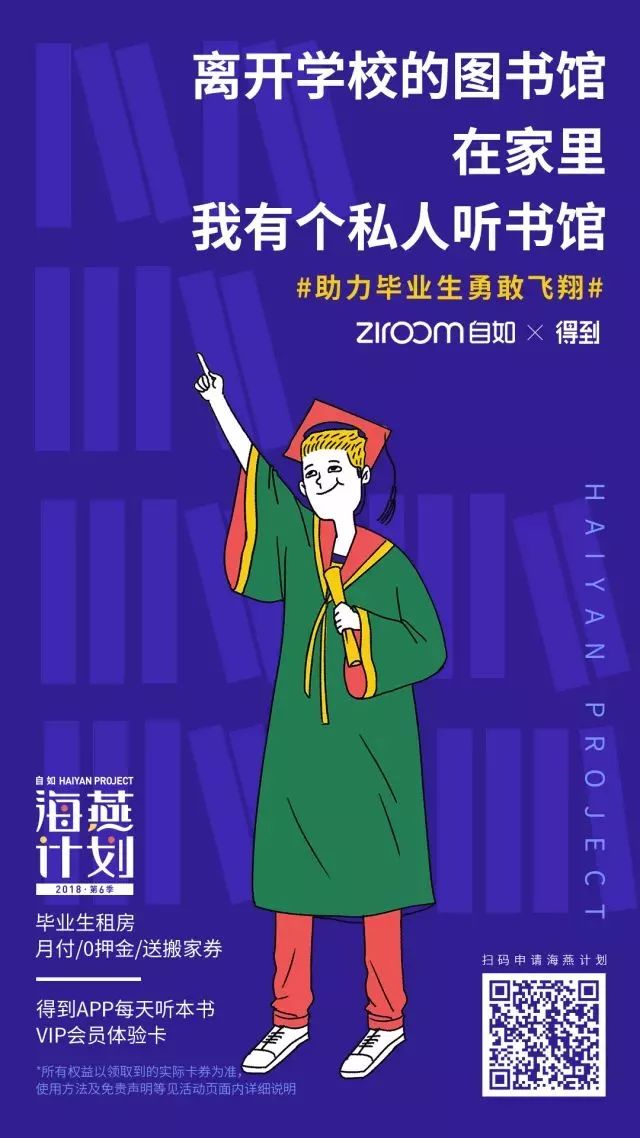 离开学校的图书馆
在家里
我有个私人听书馆
#助力毕业生勇敢飞翔#
ZIROOM自如 × 得到
HAIYAN PROJECT
自如 HAIYAN PROJECT
海燕
计划
2018·第6季
毕业生租房
月付/0押金/送搬家券
得到APP每天听本书
VIP会员体验卡
*所有权益以领取到的实际卡券为准，
使用方法及免责声明等见活动页面内详细说明
扫码申请海燕计划